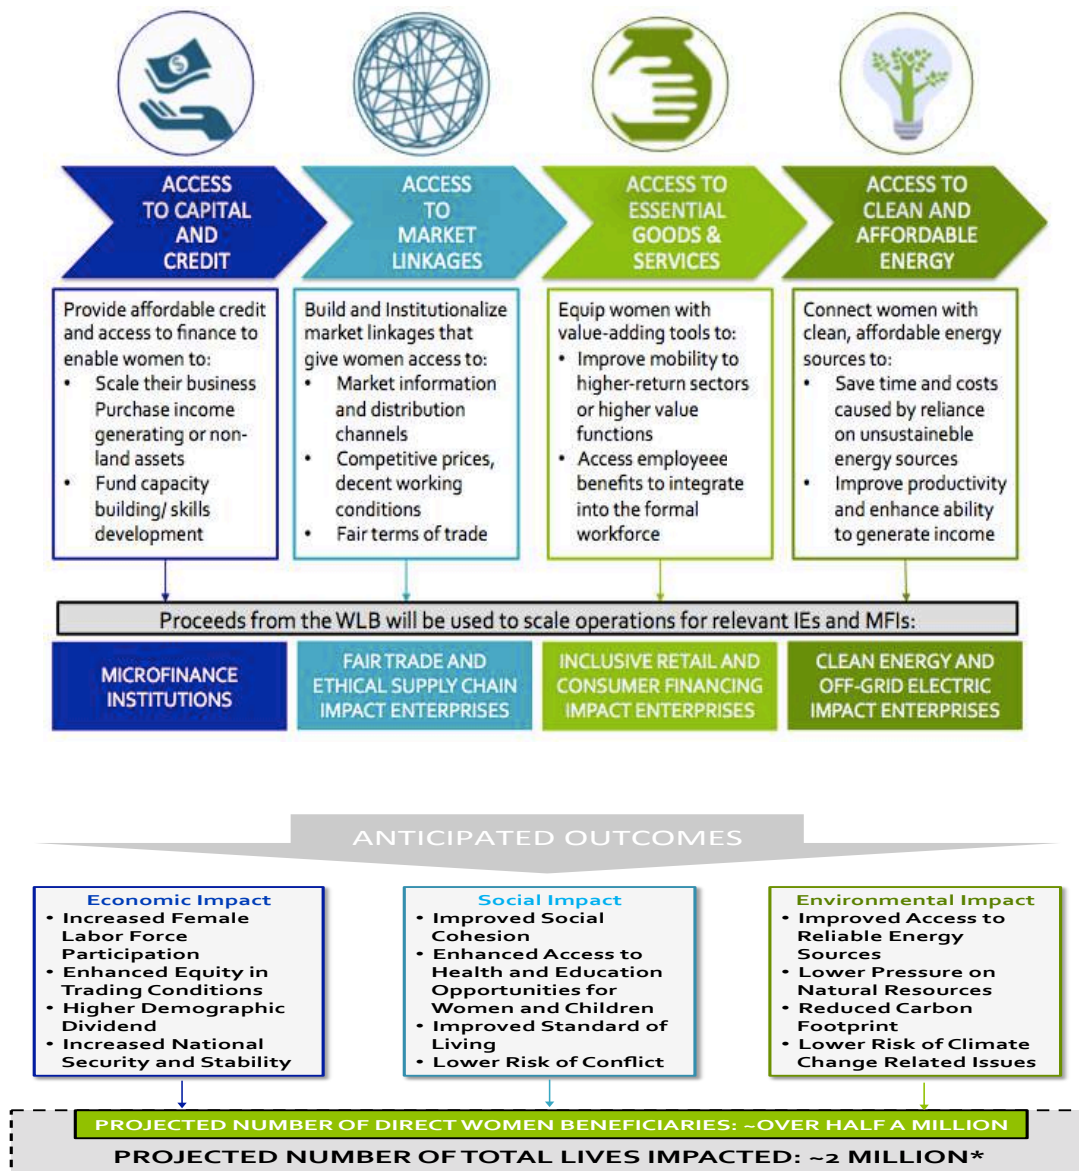 ACCESS
TO CAPITAL
AND
CREDIT
ACCESS
TO
MARKET
LINKAGES
ACCESS TO
ESSENTIAL
GOODS &
SERVICES
ACCESS TO
CLEAN AND
AFFORDABLE
ENERGY
Provide affordable credit
and access to finance to
enable women to:
• Scale their business
Purchase income
generating or non-
land assets
• Fund capacity
building/ skills
development
Build and Institutionalize
market linkages that
give women access to:
• Market information
and distribution
channels
• Competitive prices,
decent working
conditions
• Fair terms of trade
Equip women with
value-adding tools to:
• Improve mobility to
higher-return sectors
or higher value
functions
• Access employeee
benefits to integrate
into the formal
workforce
Connect women with
clean, affordable energy
sources to:
• Save time and costs
caused by reliance
on unsustaineble
energy sources
• Improve productivity
and enhance ability
to generate income
Proceeds from the WLB will be used to scale operations for relevant IEs and MFIs:
MICROFINANCE
INSTITUTIONS
FAIR TRADE AND
ETHICAL SUPPLY CHAIN
IMPACT ENTERPRISES
INCLUSIVE RETAIL AND
CONSUMER FINANCING
IMPACT ENTERPRISES
CLEAN ENERGY AND
OFF-GRID ELECTRIC
IMPACT ENTERPRISES
ANTICIPATED OUTCOMES
Economic Impact
• Increased Female
Labor Force
Participation
• Enhanced Equity in
Trading Conditions
• Higher Demographic
Dividend
• Increased National
Security and Stability
Social Impact
• Improved Social
Cohesion
• Enhanced Access to
Health and Education
Opportunities for
Women and Children
• Improved Standard of
Living
• Lower Risk of Conflict
Environmental Impact
• Improved Access to
Reliable Energy
Sources
• Lower Pressure on
Natural Resources
• Reduced Carbon
Footprint
• Lower Risk of Climate
Change Related Issues
PROJECTED NUMBER OF DIRECT WOMEN BENEFICIARIES: ~OVER HALF A MILLION
PROJECTED NUMBER OF TOTAL LIVES IMPACTED: ~2 MILLION*